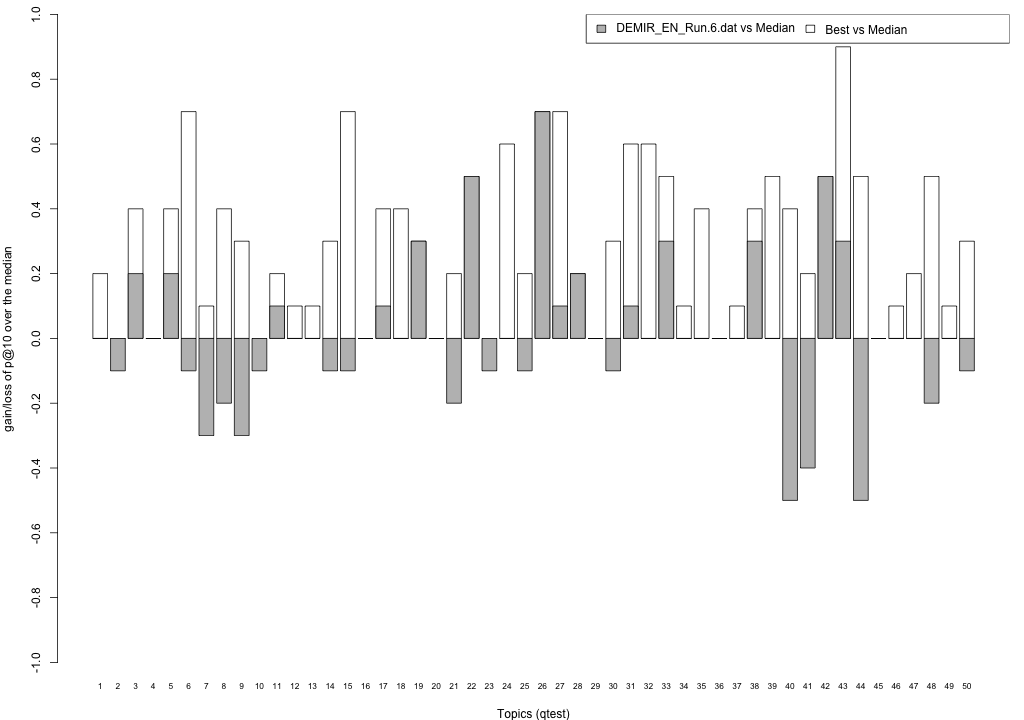 DEMIR_EN_Run.6.dat vs Median Best vs Median
gain/loss of p@10 over the median
1.0
0.8
0.6
0.4
0.2
0.0
-0.2
-0.4
-0.6
-0.8
-1.0
1 2 3 4 5 6 7 8 9 10 11 12 13 14 15 16 17 18 19 20 21 22 23 24 25 26 27 28 29 30 31 32 33 34 35 36 37 38 39 40 41 42 43 44 45 46 47 48 49 50
Topics (qtest)